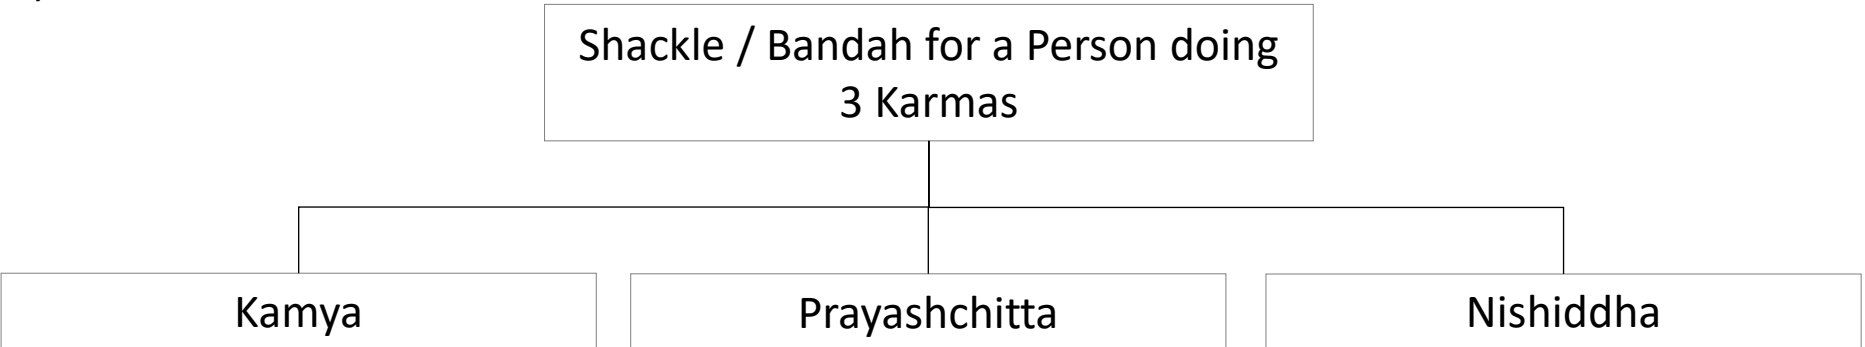 Shackle / Bandah for a Person doing
3 Karmas
Kamya
Prayashchitta
Nishiddha